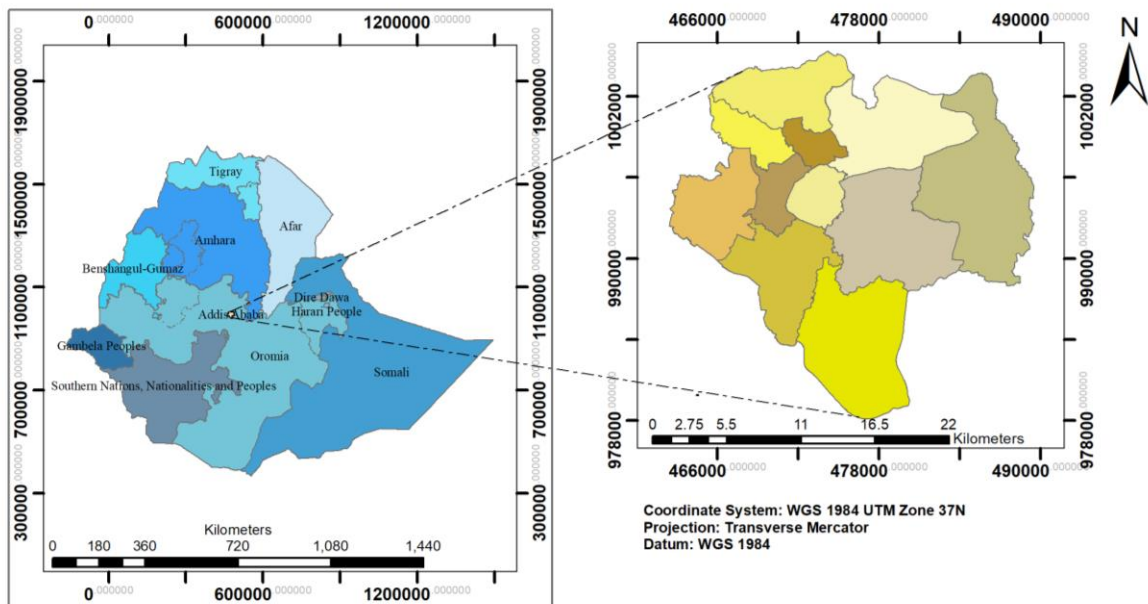 0.000000 600000.000000 1200000.000000
1900000.000000
1500000.000000
1100000.000000
700000.000000
300000.000000
Tigray
Afar
Amhara
Benshangul-Gumaz
Dire Dawa
Harari People
Addis Ababa
Gambela Peoples
Oromia
Somali
Southern Nations, Nationalities and Peoples
Kilometers
0 180 360 720 1,080 1,440
1900000.000000
1500000.000000
1100000.000000
700000.000000
300000.000000
0.000000 600000.000000 1200000.000000
466000.000000 478000.000000 490000.000000
N
1002000.000000
990000.000000
978000.000000
1002000.000000
990000.000000
978000.000000
0 2.75 5.5 11 16.5 22
Kilometers
466000.000000 478000.000000 490000.000000
Coordinate System: WGS 1984 UTM Zone 37N
Projection: Transverse Mercator
Datum: WGS 1984